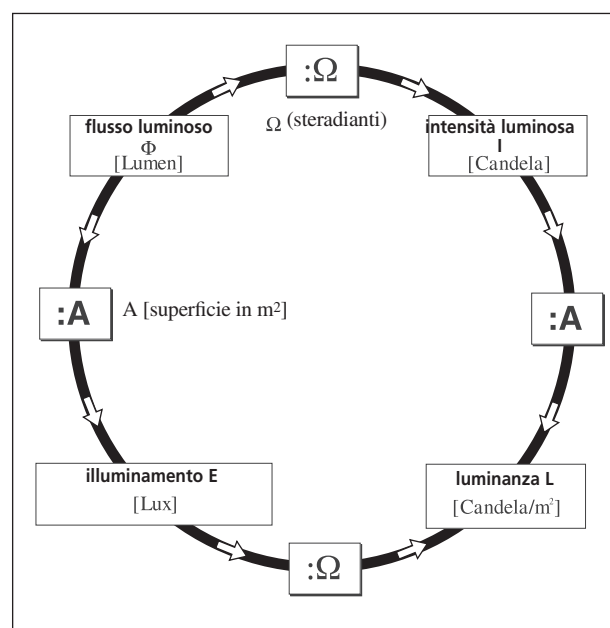 :Ω
Ω (steradianti)
flusso luminoso
Φ
[Lumen]
intensità luminosa
I
[Candela]
:A
A [superficie in m²]
:A
illuminamento E
[Lux]
luminanza L
[Candela/m²]
:Ω